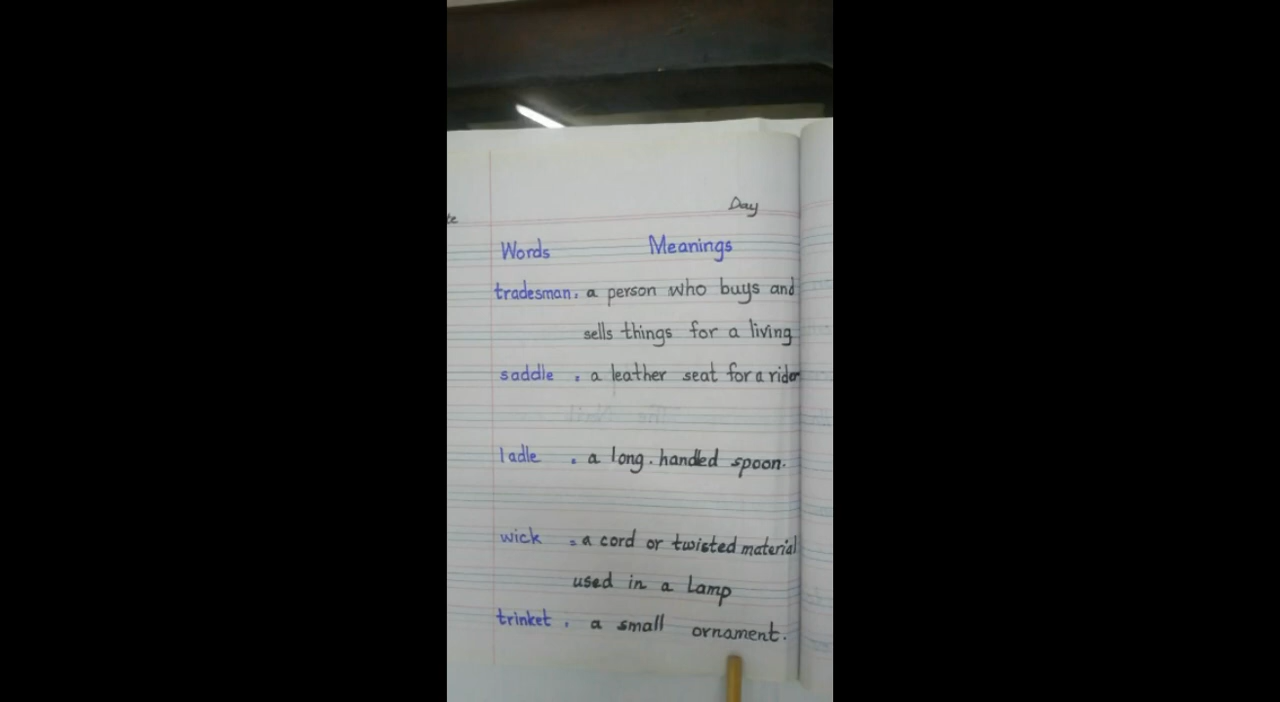 Day
Words Meanings
tradesman. a person who buys and
sells things for a living
saddle . a leather seat for a rider
ladle . a long. handled spoon.
wick = a cord or twisted material
used in a lamp
trinket . a small ornament.